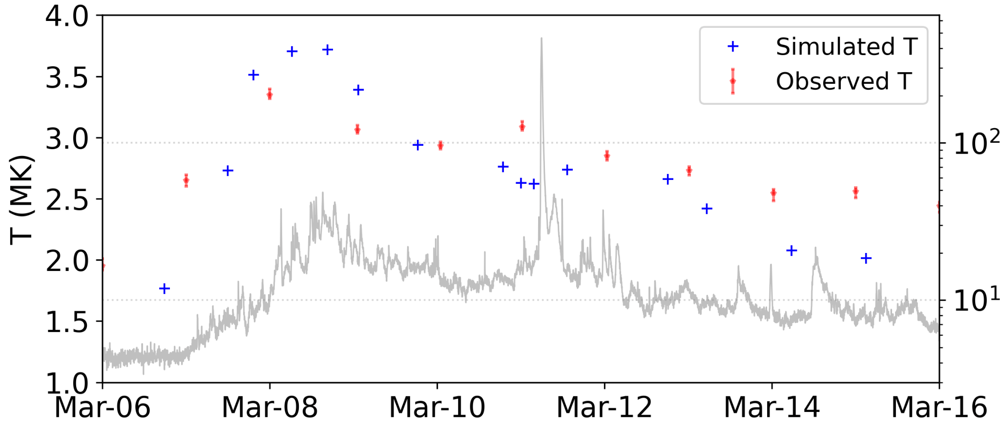 4.0
3.5
3.0
2.5
2.0
1.5
1.0
T (MK)
Simulated T
Observed T
10²
10¹
Mar-06
Mar-08
Mar-10
Mar-12
Mar-14
Mar-16